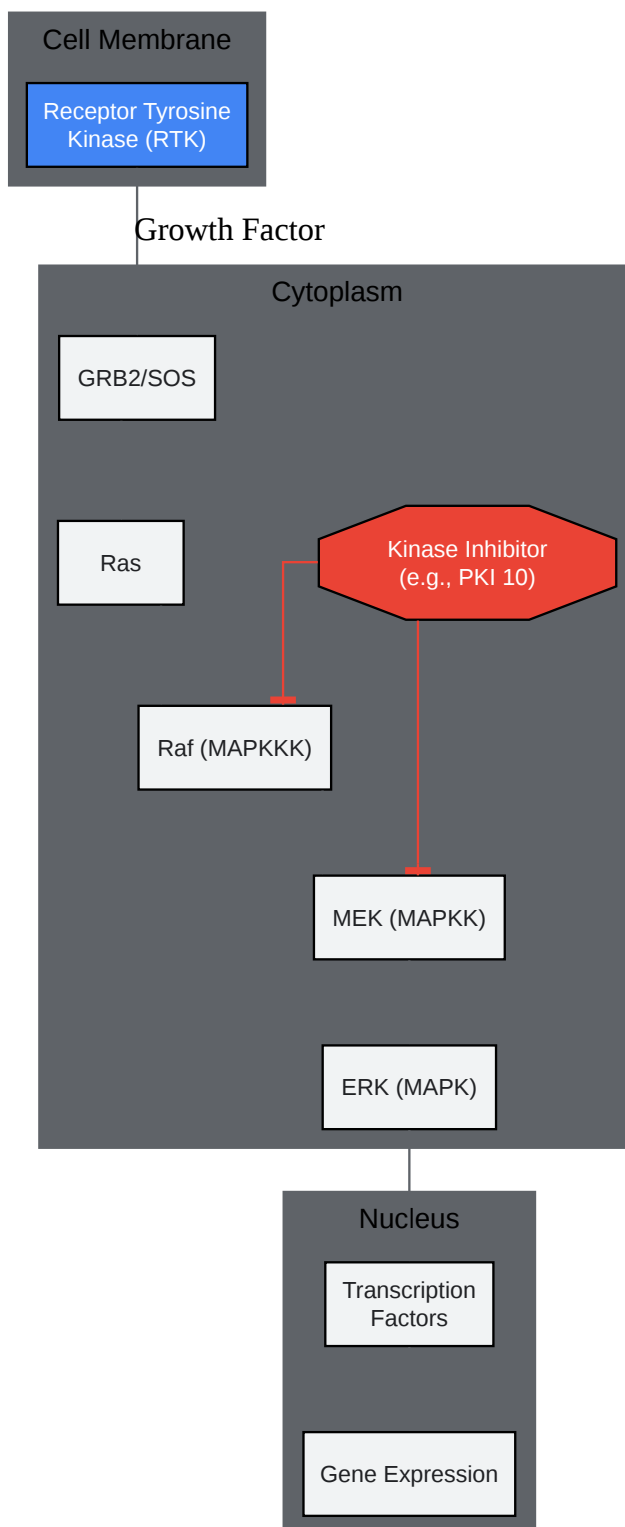 Cell Membrane
Receptor Tyrosine
Kinase (RTK)
Growth Factor
Cytoplasm
GRB2/SOS
Ras
Kinase Inhibitor
(e.g., PKI 10)
Raf (MAPKKK)
MEK (MAPKK)
ERK (MAPK)
Nucleus
Transcription
Factors
Gene Expression